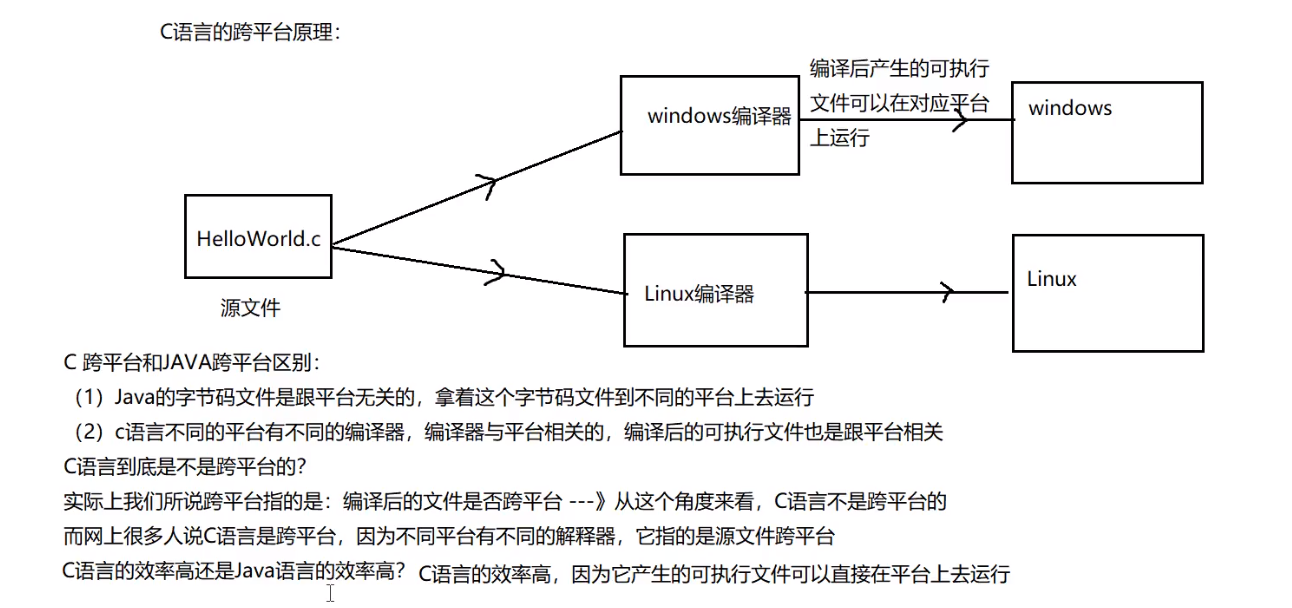 C语言的跨平台原理：
编译后产生的可执行
文件可以在对应平台
上运行
windows编译器
windows
HelloWorld.c
源文件
Linux编译器
Linux
C 跨平台和JAVA跨平台区别：
（1）Java的字节码文件是跟平台无关的，拿着这个字节码文件到不同的平台上去运行
（2）c语言不同的平台有不同的编译器，编译器与平台相关的，编译后的可执行文件也是跟平台相关
C语言到底是不是跨平台的？
实际上我们所说跨平台指的是：编译后的文件是否跨平台 ---》从这个角度来看，C语言不是跨平台的
而网上很多人说C语言是跨平台，因为不同平台有不同的解释器，它指的是源文件跨平台
C语言的效率高还是Java语言的效率高？ C语言的效率高，因为它产生的可执行文件可以直接在平台上去运行